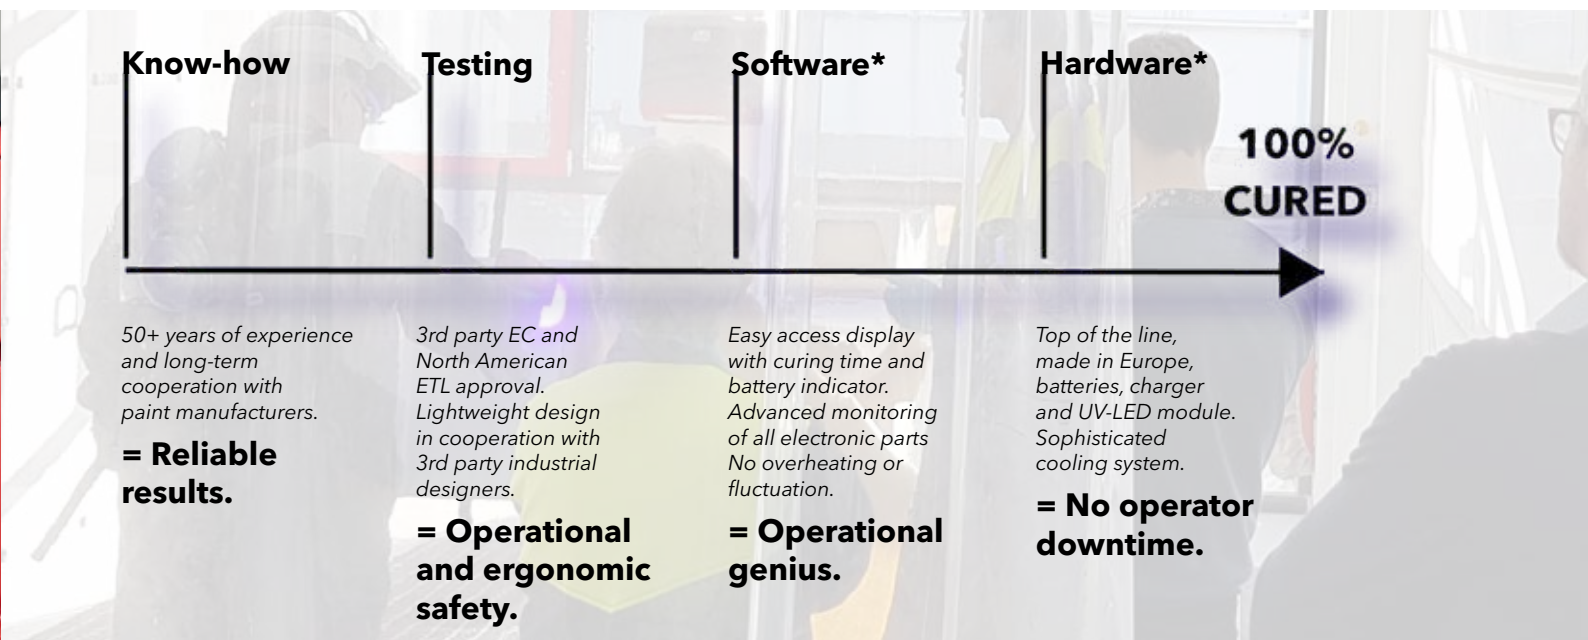 Know-how
Testing
Software*
Hardware*
100%
CURED
50+ years of experience
and long-term
cooperation with
paint manufacturers.
= Reliable
results.
3rd party EC and
North American
ETL approval.
Lightweight design
in cooperation with
3rd party industrial
designers.
= Operational
and ergonomic
safety.
Easy access display
with curing time and
battery indicator.
Advanced monitoring
of all electronic parts
No overheating or
fluctuation.
= Operational
genius.
Top of the line,
made in Europe,
batteries, charger
and UV-LED module.
Sophisticated
cooling system.
= No operator
downtime.